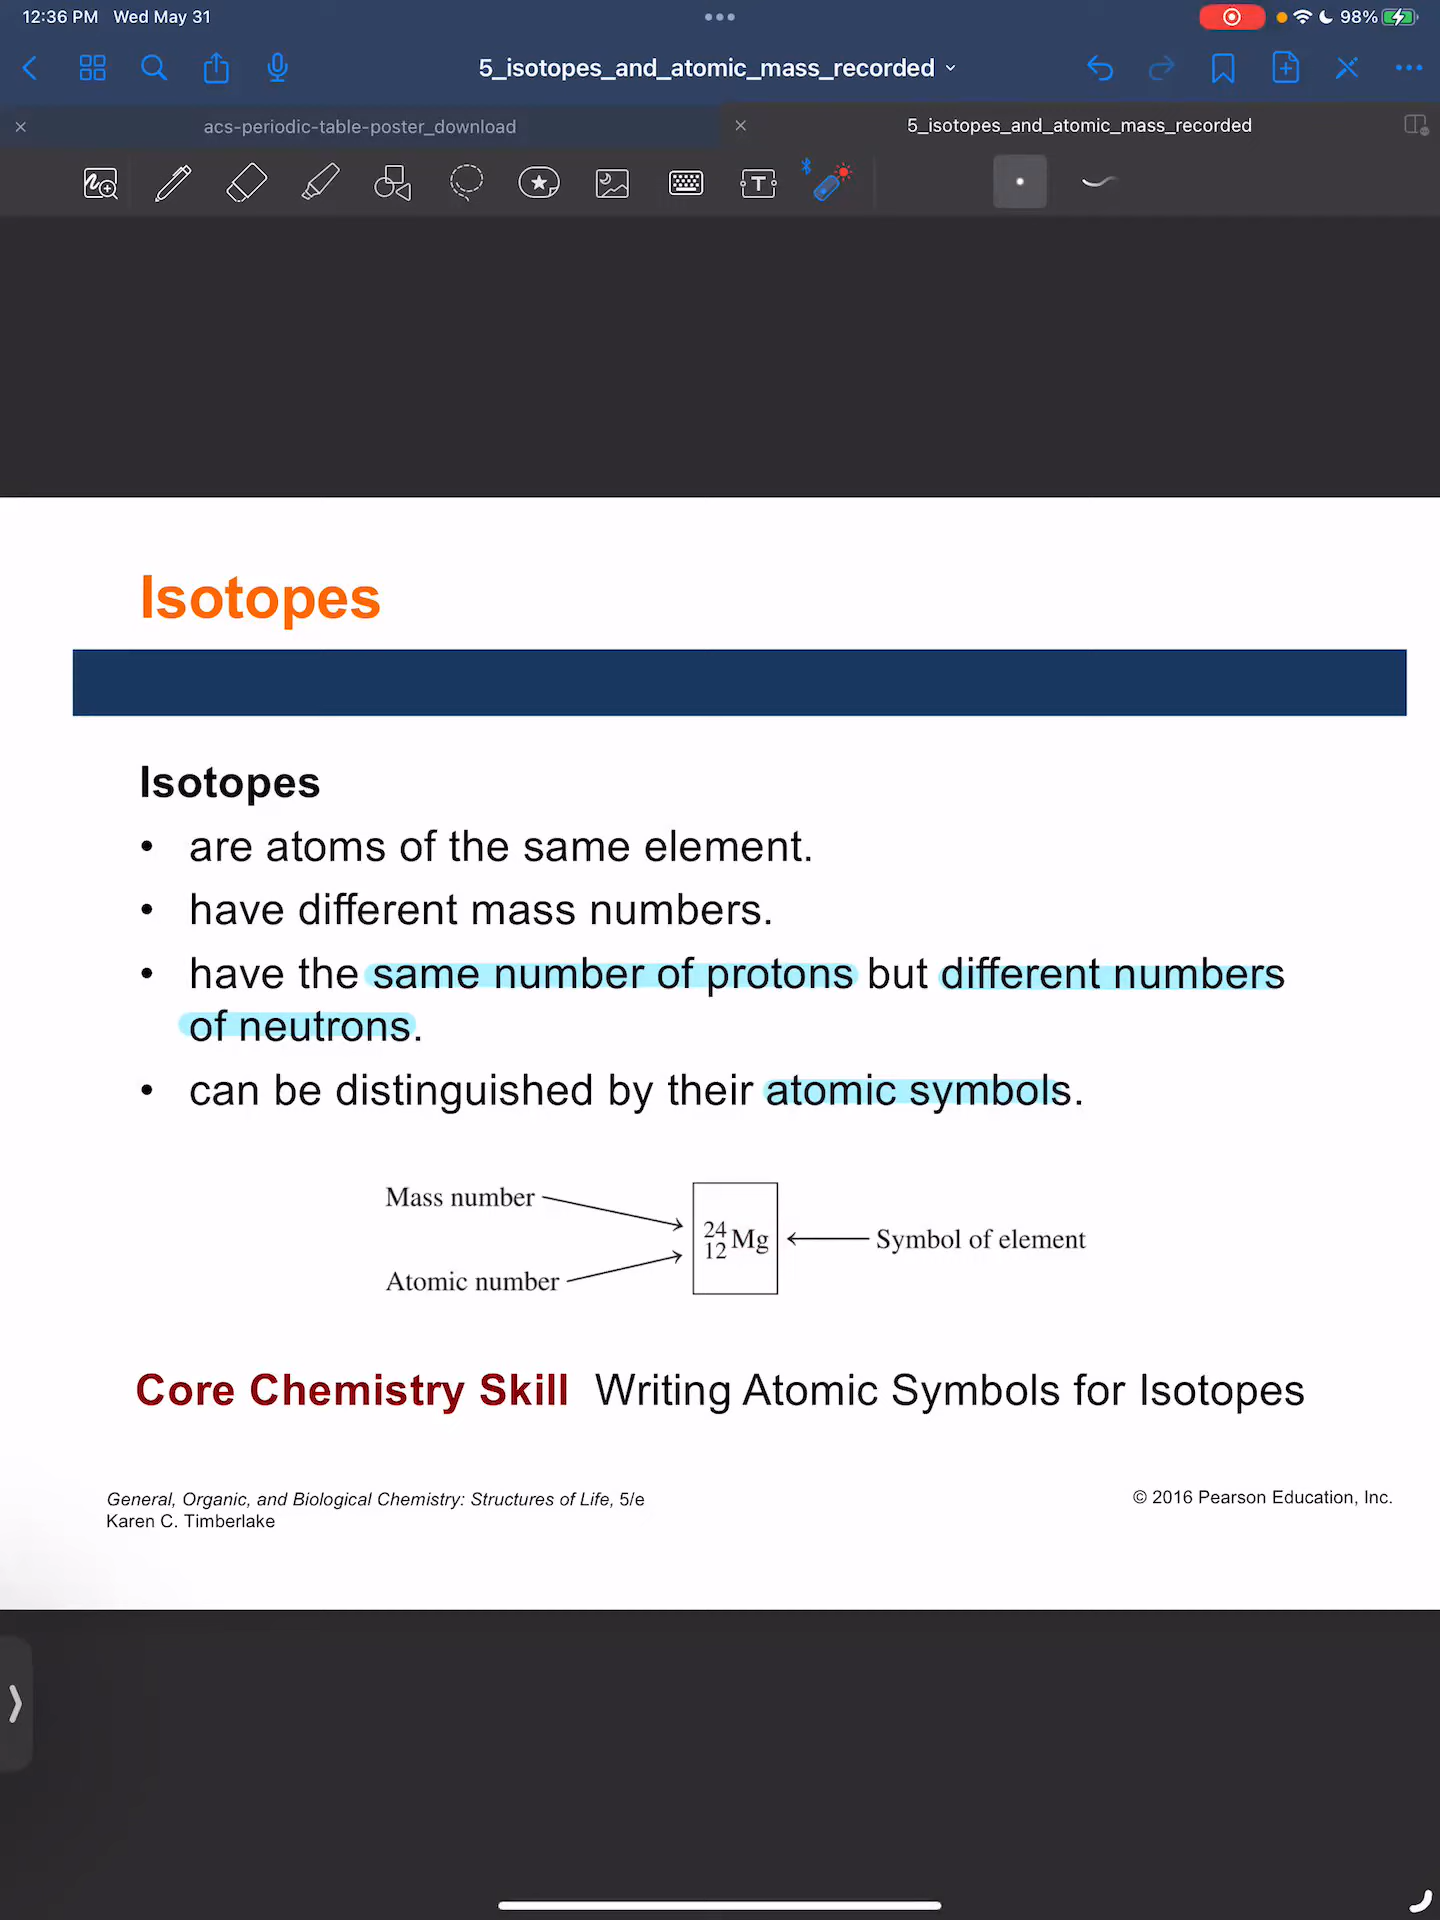 12:36 PM Wed May 31
98%
5_isotopes_and_atomic_mass_recorded
acs-periodic-table-poster_download
5_isotopes_and_atomic_mass_recorded
T
Isotopes
Isotopes
• are atoms of the same element.
• have different mass numbers.
• have the same number of protons but different numbers
of neutrons.
• can be distinguished by their atomic symbols.
Mass number
24
12 Mg
Symbol of element
Atomic number
Core Chemistry Skill Writing Atomic Symbols for Isotopes
General, Organic, and Biological Chemistry: Structures of Life, 5/e
Karen C. Timberlake
© 2016 Pearson Education, Inc.